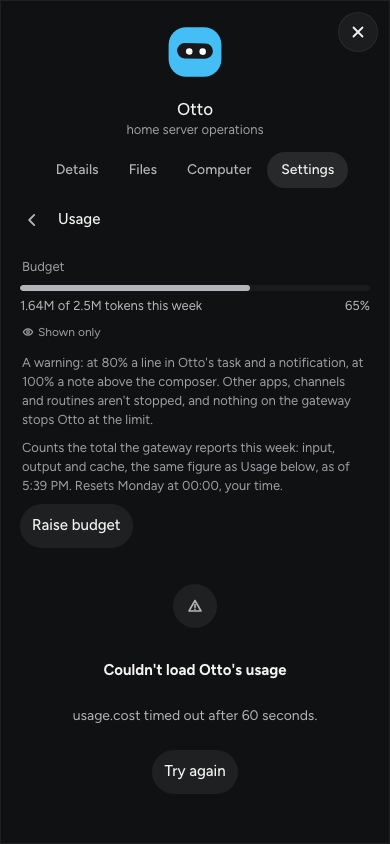 Otto
home server operations
Details Files Computer Settings
Usage
Budget
1.64M of 2.5M tokens this week 65%
Shown only
A warning: at 80% a line in Otto's task and a notification, at
100% a note above the composer. Other apps, channels
and routines aren't stopped, and nothing on the gateway
stops Otto at the limit.
Counts the total the gateway reports this week: input,
output and cache, the same figure as Usage below, as of
5:39 PM. Resets Monday at 00:00, your time.
Raise budget
Couldn't load Otto's usage
usage.cost timed out after 60 seconds.
Try again